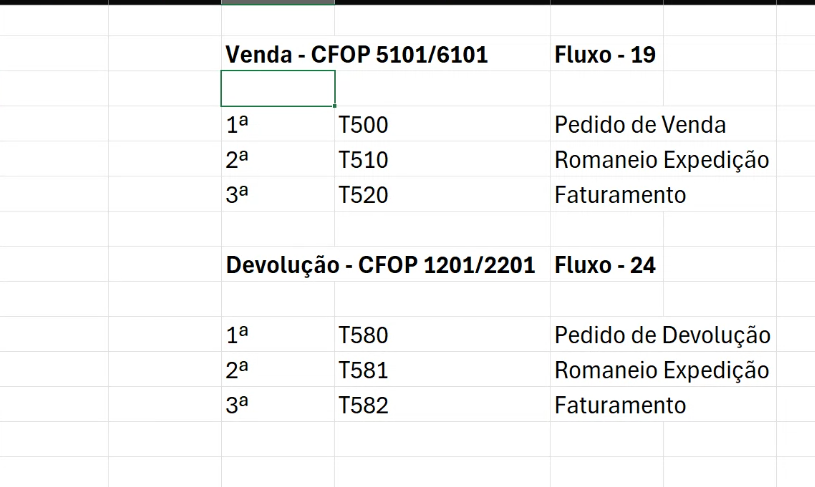 Venda - CFOP 5101/6101 Fluxo - 19
1ª T500 Pedido de Venda
2ª T510 Romaneio Expedição
3ª T520 Faturamento
Devolução - CFOP 1201/2201 Fluxo - 24
1ª T580 Pedido de Devolução
2ª T581 Romaneio Expedição
3ª T582 Faturamento